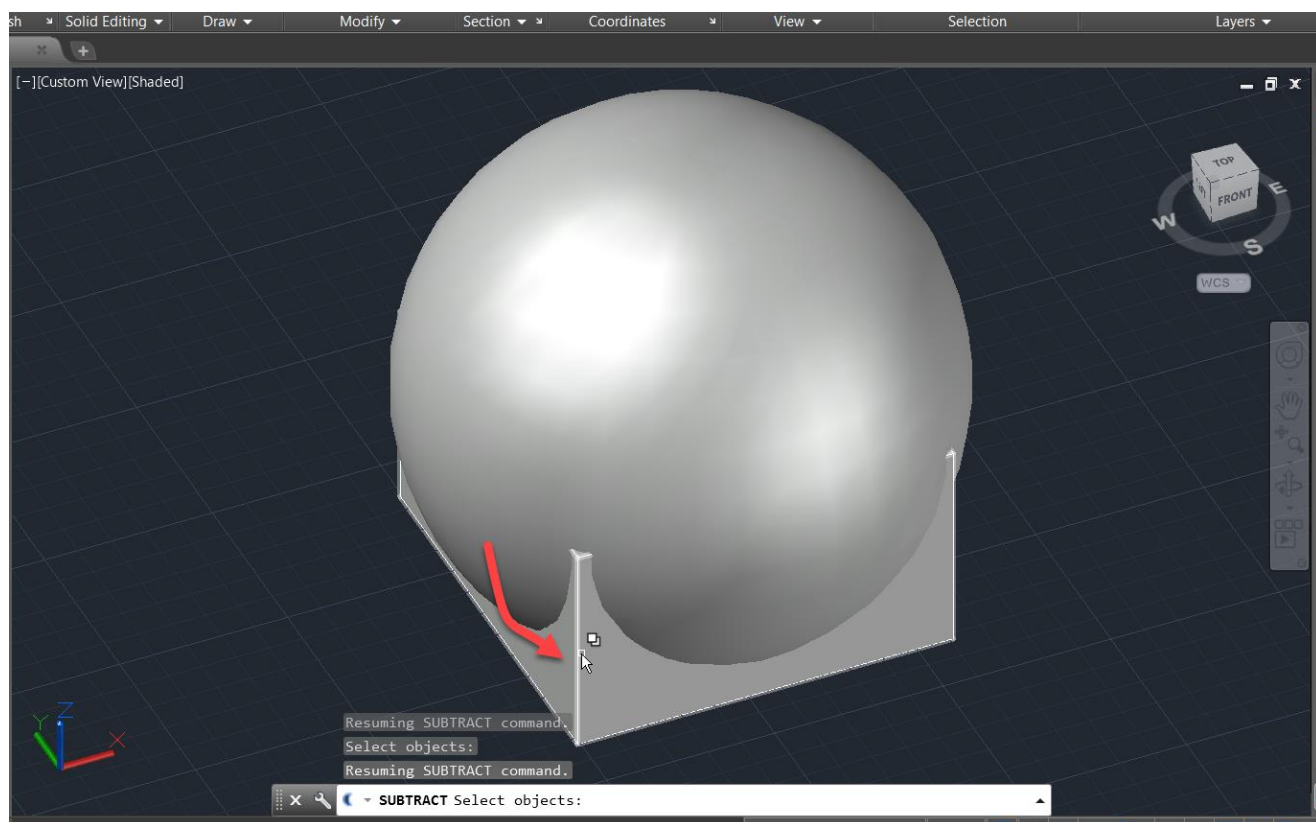 sh Solid Editing Draw Modify Section Coordinates View Selection Layers
[−][Custom View][Shaded]
TOP
FRONT
E
W
S
WCS
Z
Y
X
Resuming SUBTRACT command.
Select objects:
Resuming SUBTRACT command.
SUBTRACT Select objects: